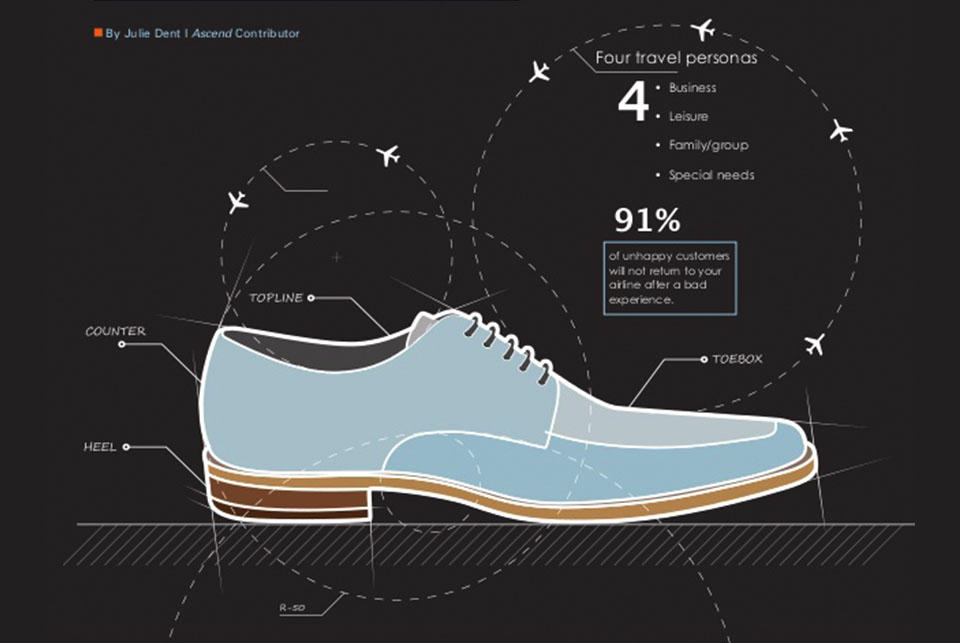 By Julie Dent | Ascend Contributor
Four travel personas
4
• Business
• Leisure
• Family/group
• Special needs
91%
of unhappy customers
will not return to your
airline after a bad
experience.
TOPLINE
COUNTER
TOEBOX
HEEL
R-50